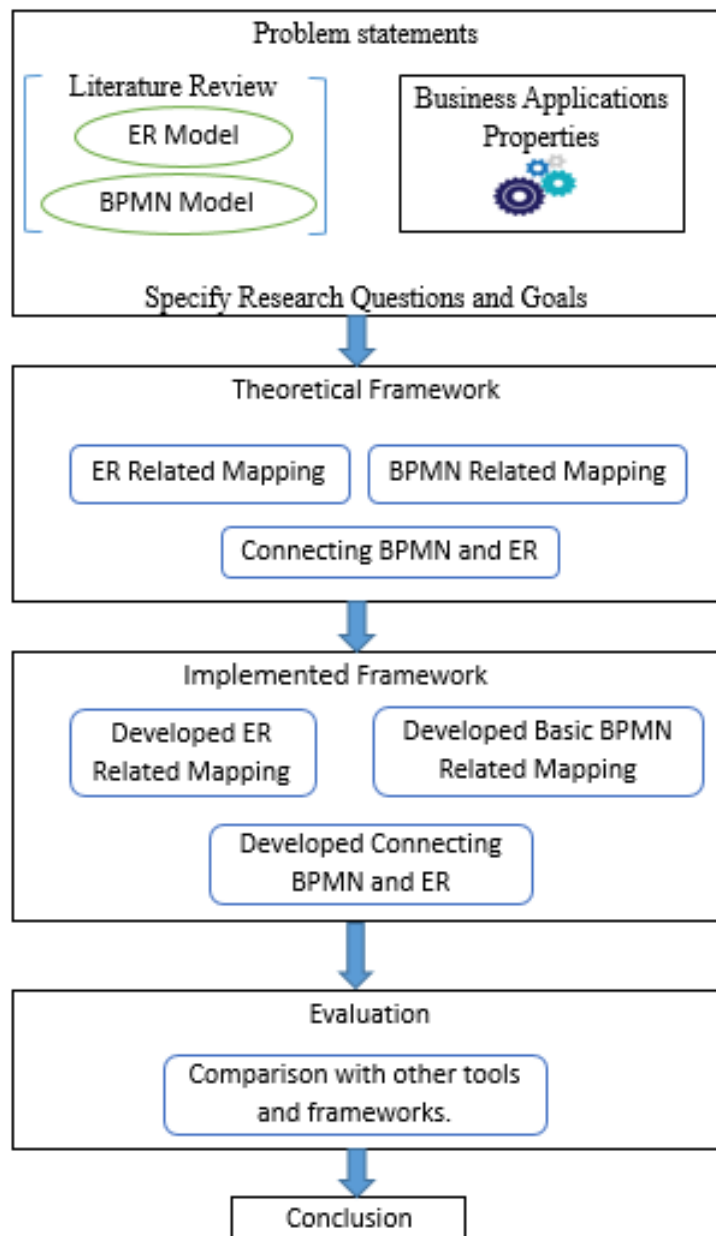 Problem statements
Literature Review
ER Model
BPMN Model
Business Applications
Properties
Specify Research Questions and Goals
Theoretical Framework
ER Related Mapping
BPMN Related Mapping
Connecting BPMN and ER
Implemented Framework
Developed ER
Related Mapping
Developed Basic BPMN
Related Mapping
Developed Connecting
BPMN and ER
Evaluation
Comparison with other tools
and frameworks.
Conclusion